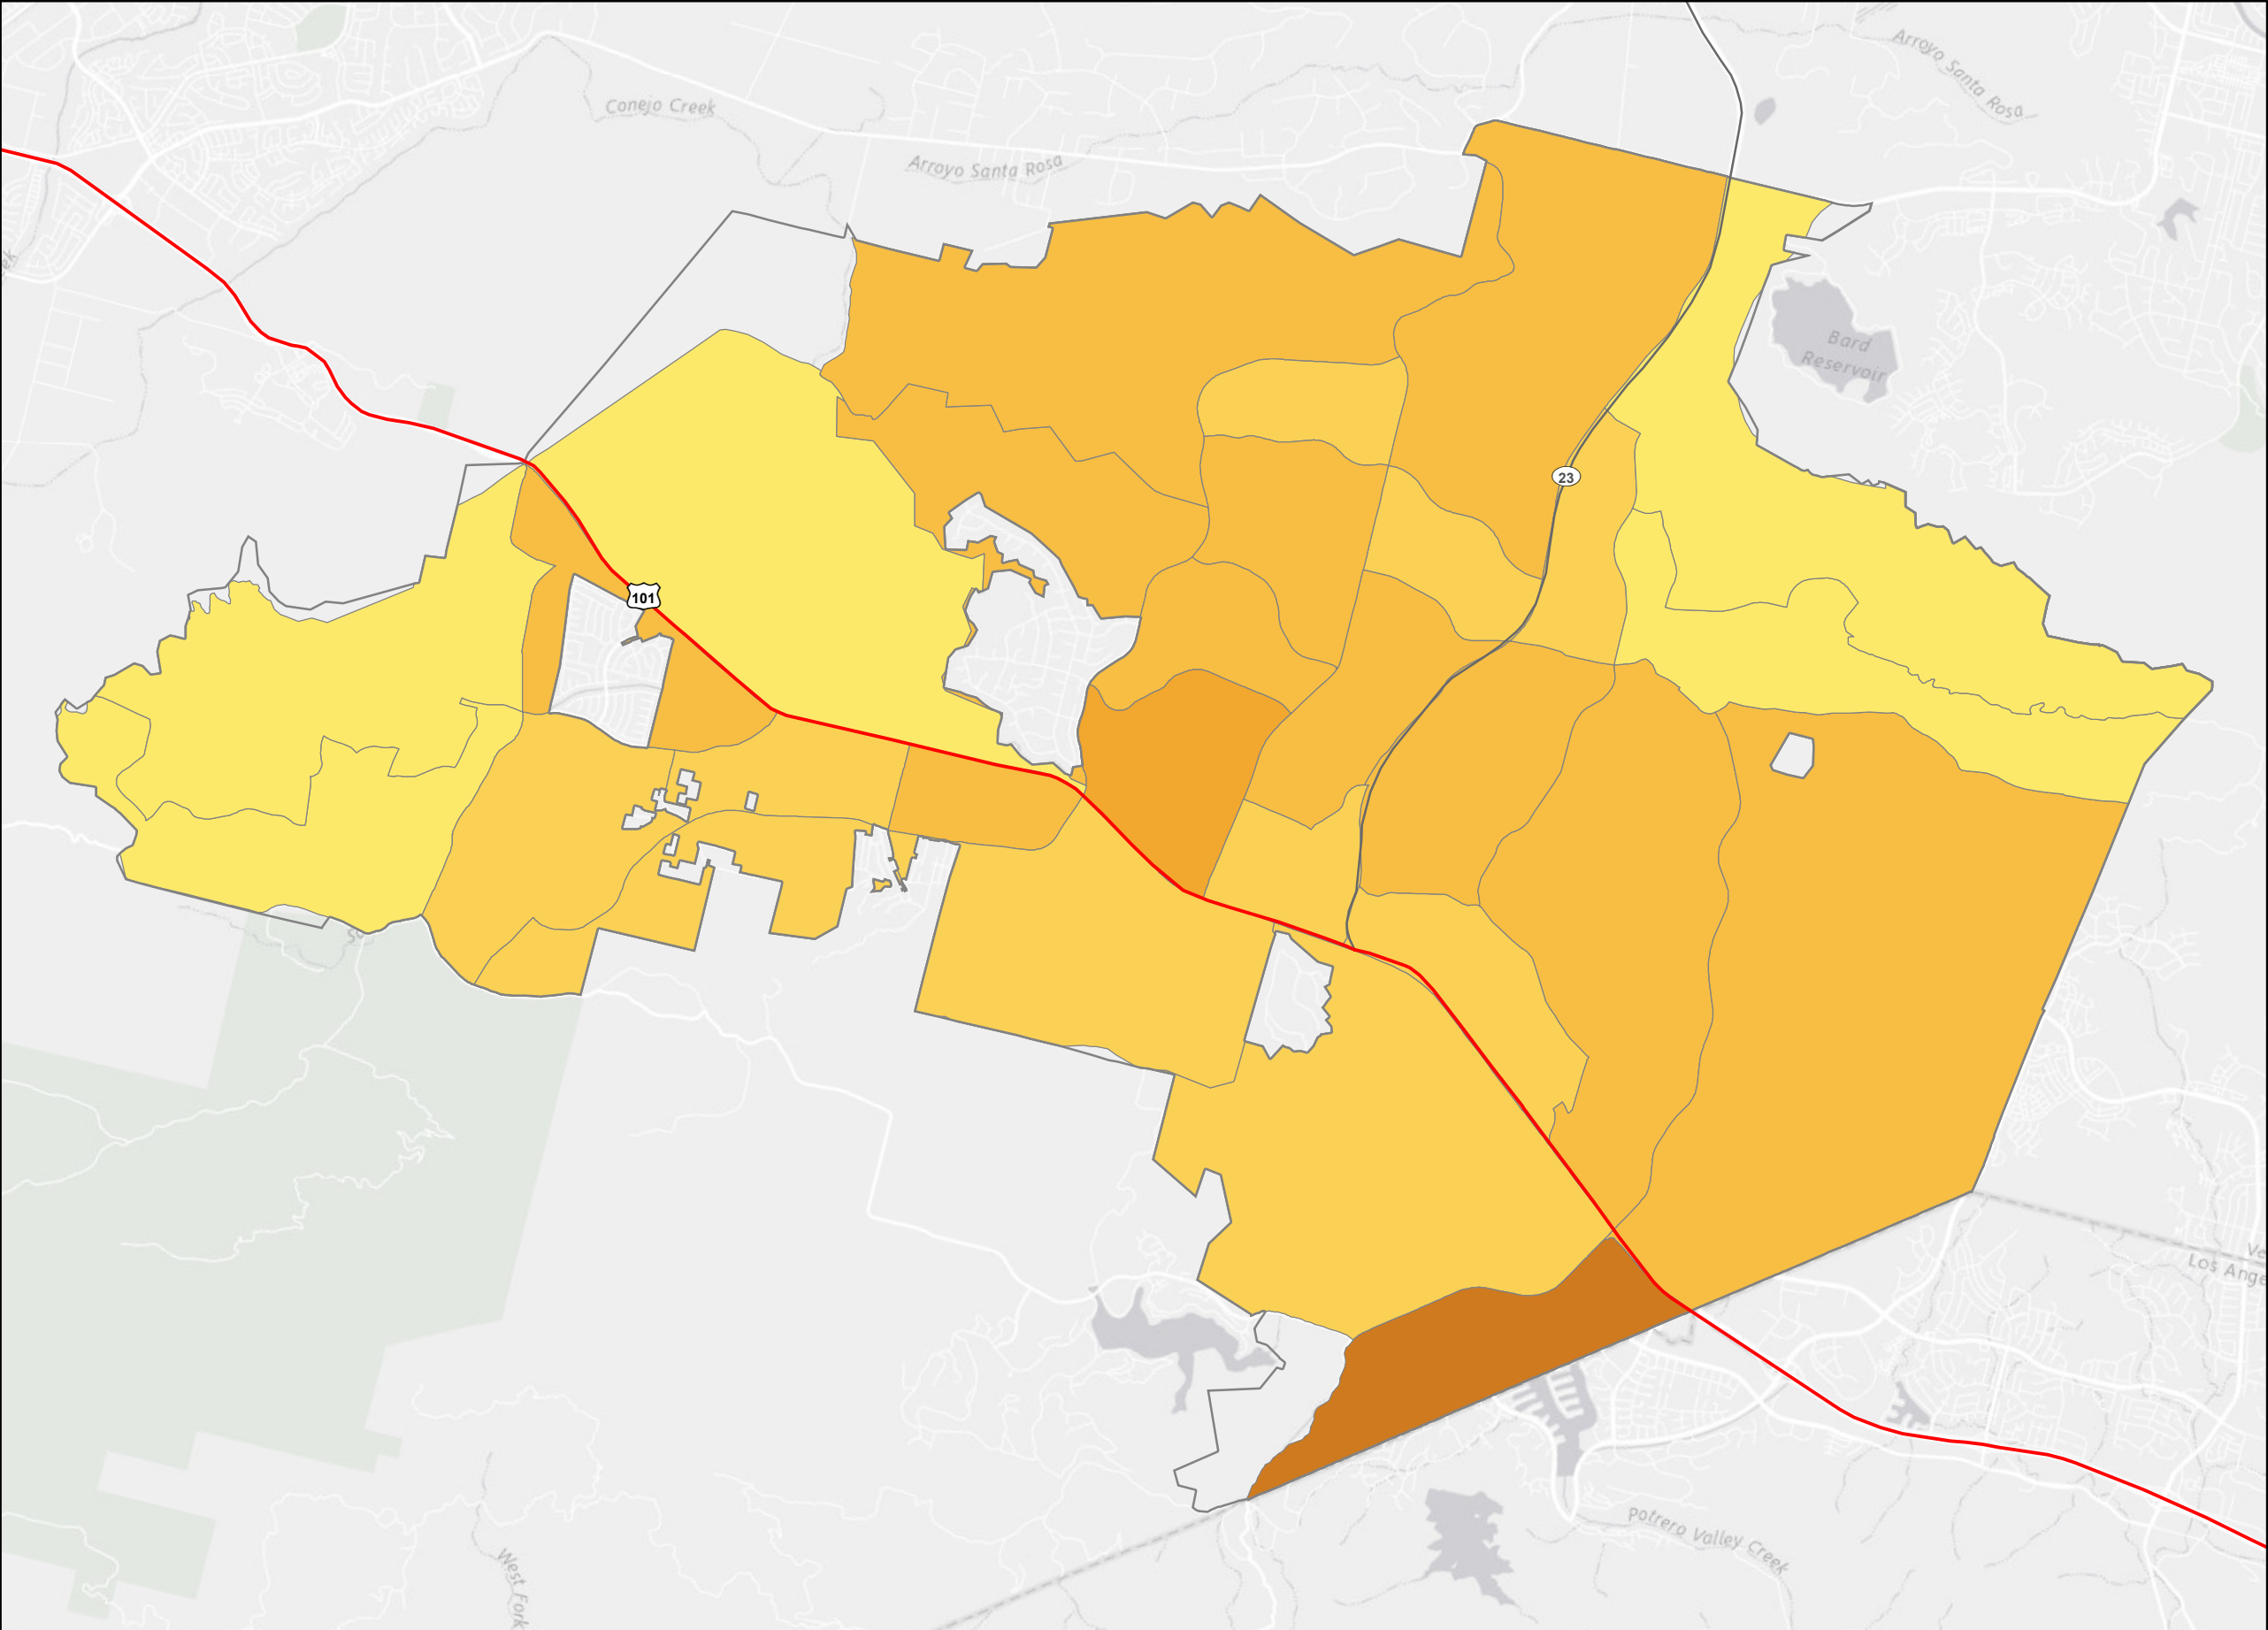 Arroyo Santa Rosa
Conejo Creek
Arroyo Santa Rosa
Bard
Reservoir
23
101
Los Ange
Potrero Valley Creek
West Fork